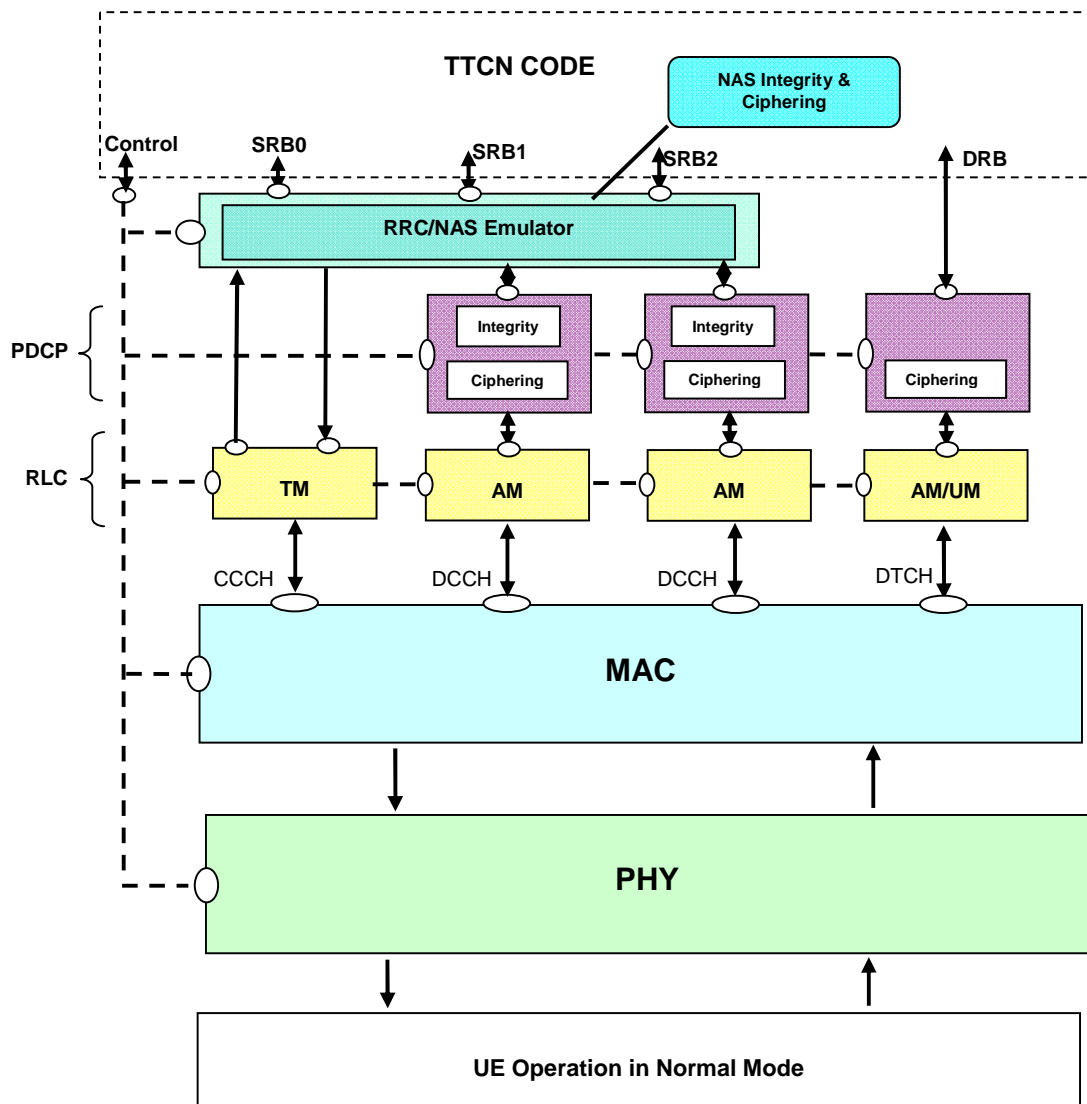 TTCN CODE
NAS Integrity &
Ciphering
Control
SRB0
SRB1
SRB2
DRB
RRC/NAS Emulator
PDCP
Integrity
Ciphering
Integrity
Ciphering
Ciphering
RLC
TM
AM
AM
AM/UM
CCCH
DCCH
DCCH
DTCH
MAC
PHY
UE Operation in Normal Mode